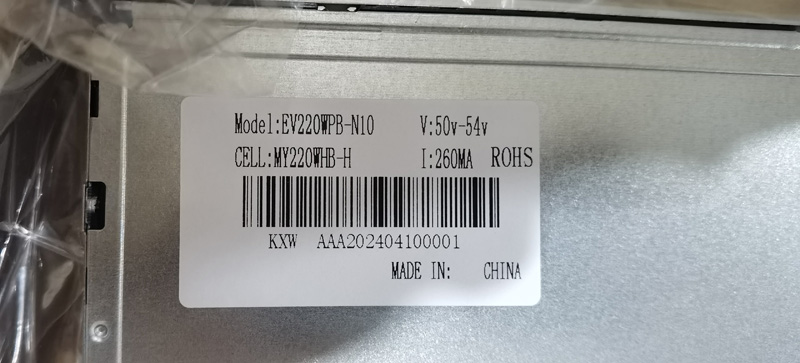 Model:EV220WPB-N10 V:50v-54v
CELL:MY220WHB-H I:260MA ROHS
KXW AAA202404100001
MADE IN: CHINA